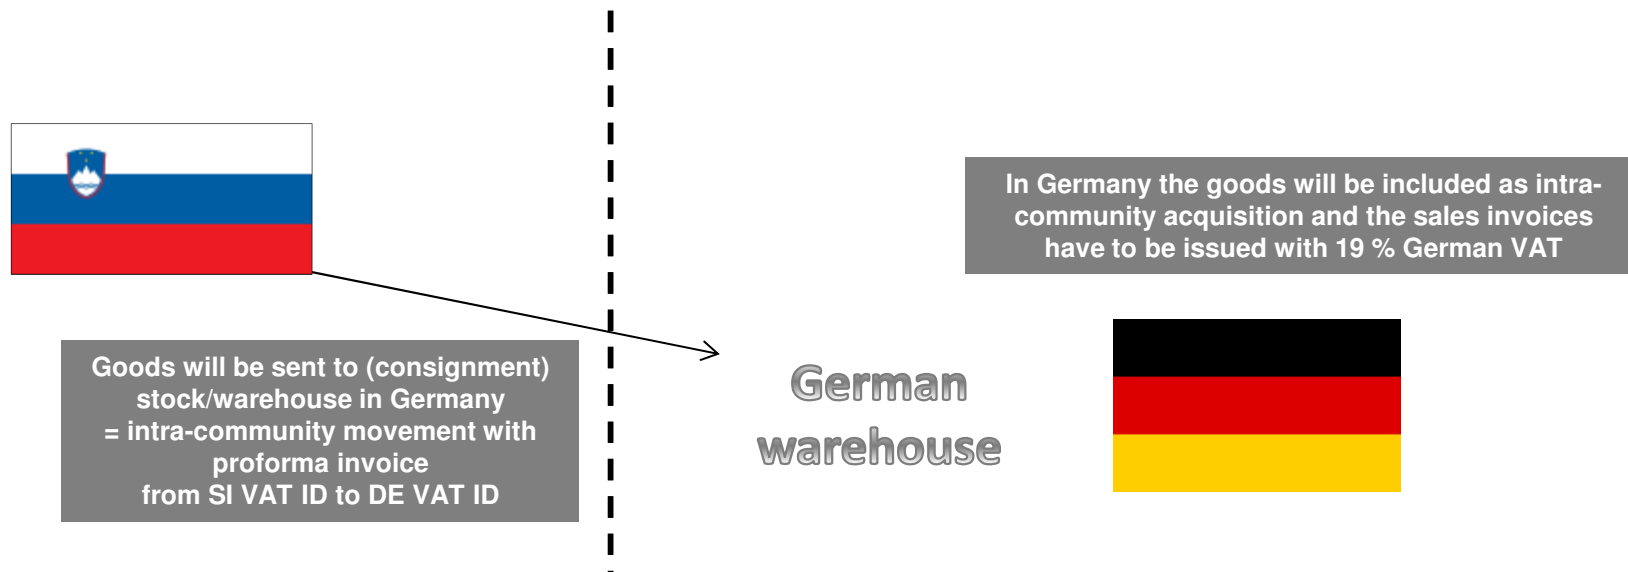 In Germany the goods will be included as intra-
community acquisition and the sales invoices
have to be issued with 19 % German VAT
Goods will be sent to (consignment)
stock/warehouse in Germany
= intra-community movement with
proforma invoice
from SI VAT ID to DE VAT ID
German
warehouse